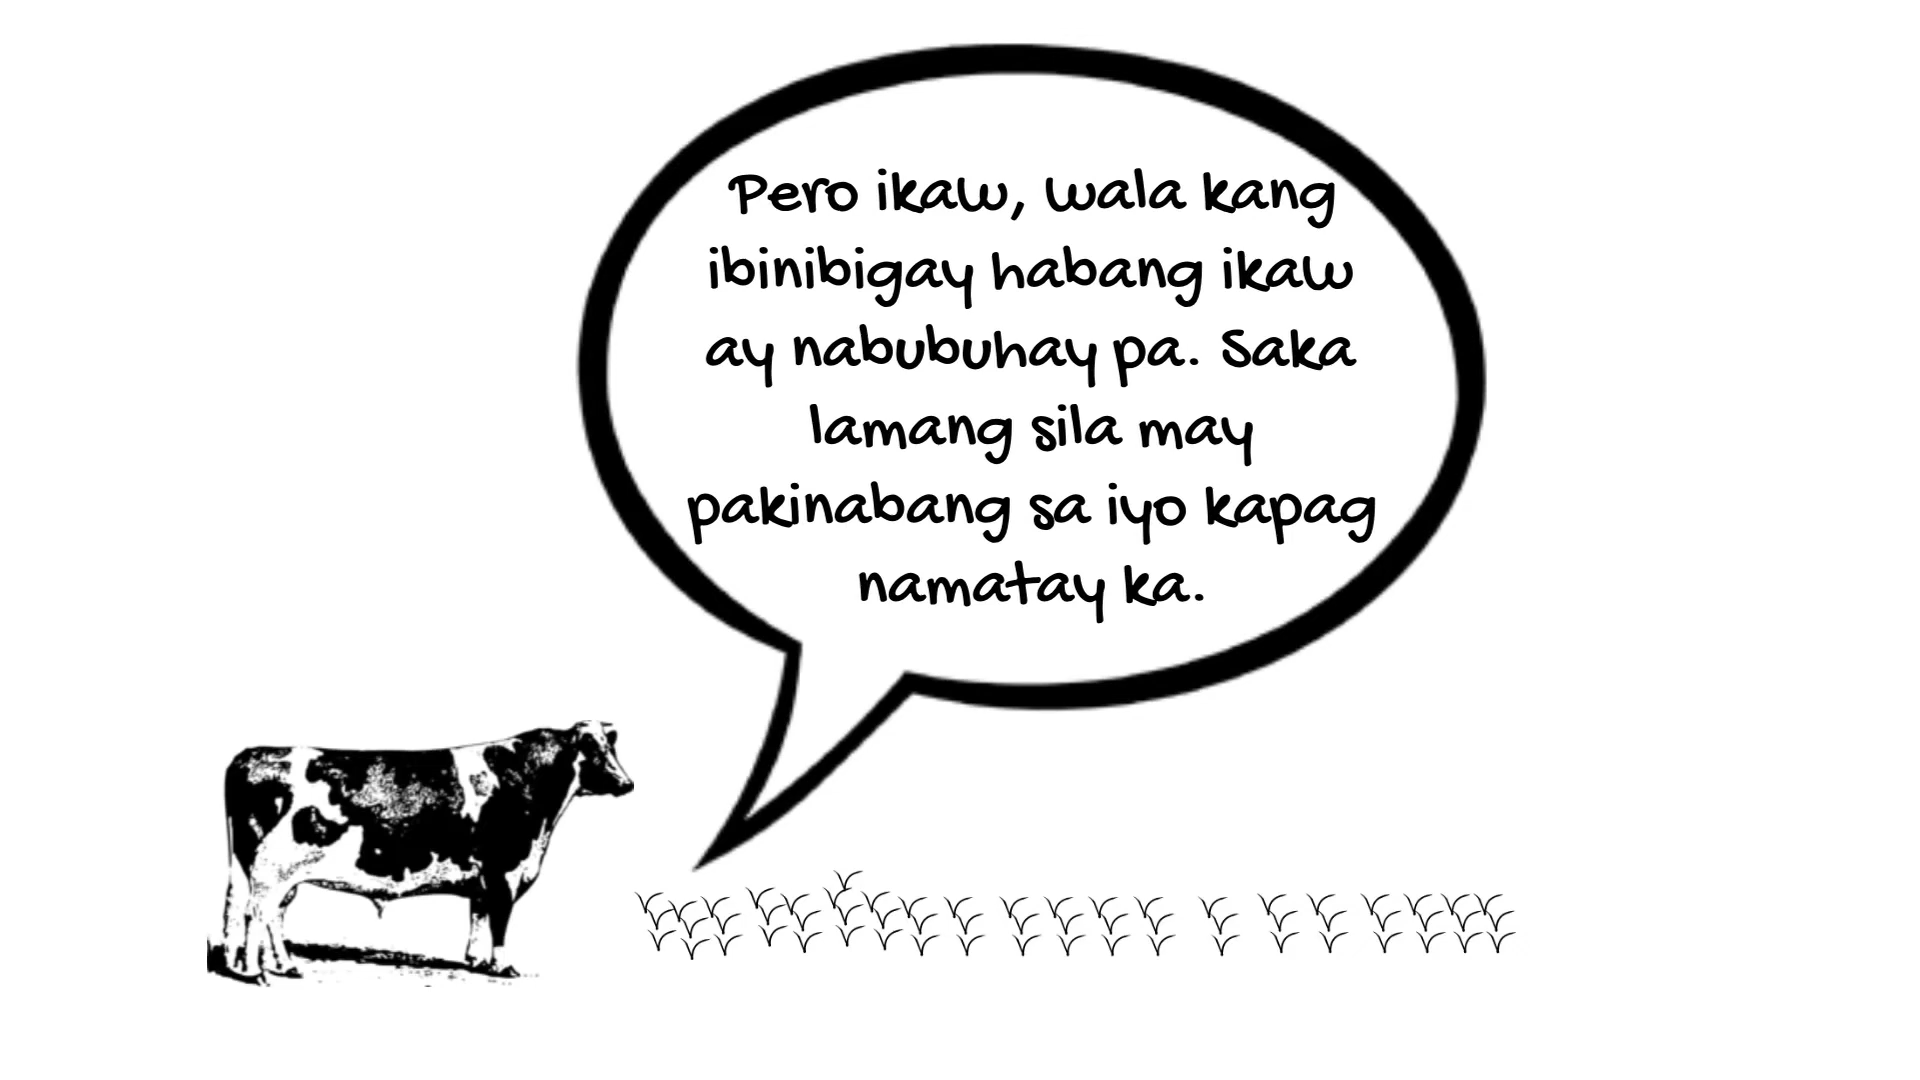 Pero ikaw, wala kang
ibinibigay habang ikaw
ay nabubuhay pa. Saka
lamang sila may
pakinabang sa iyo kapag
namatay ka.